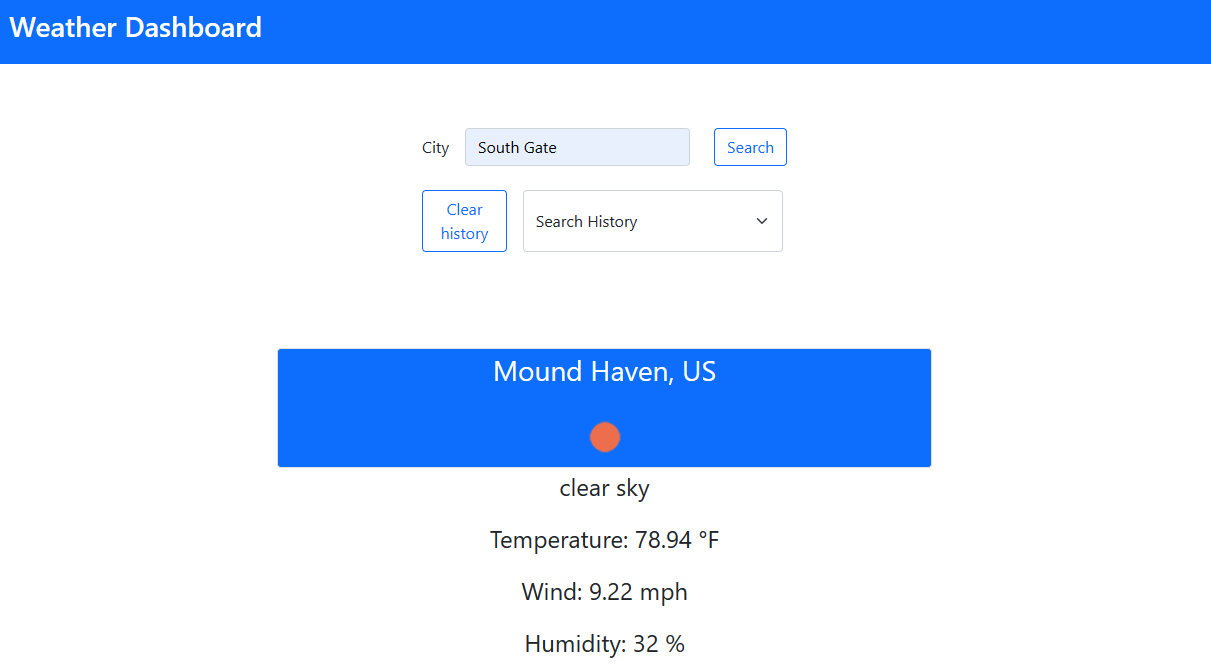 Weather Dashboard
City South Gate Search
Clear
history
Search History
Mound Haven, US
clear sky
Temperature: 78.94 °F
Wind: 9.22 mph
Humidity: 32 %